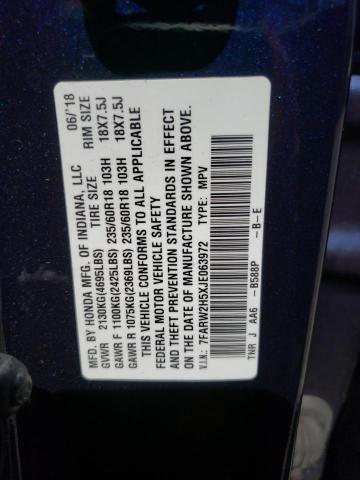 MFD. BY HONDA MFG. OF INDIANA, LLC 06/'18
TIRE SIZE RIM SIZE
GVWR 2130KG(4695LBS)
GAWR F 1100KG(2425LBS) 235/60R18 103H 18X7.5J
GAWR R 1075KG(2369LBS) 235/60R18 103H 18X7.5J
THIS VEHICLE CONFORMS TO ALL APPLICABLE
FEDERAL MOTOR VEHICLE SAFETY
AND THEFT PREVENTION STANDARDS IN EFFECT
ON THE DATE OF MANUFACTURE SHOWN ABOVE.
V.I.N.: 7FARW2H5XJE063972 TYPE: MPV
TNR J AA6 -B588P -B-E